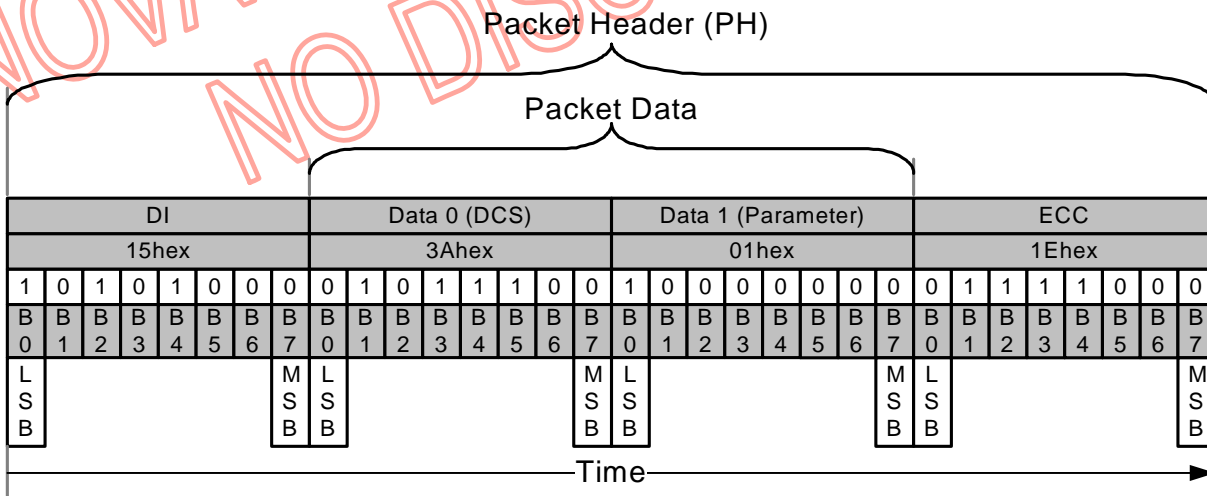 Packet Header (PH)
Packet Data
DI Data 0 (DCS) Data 1 (Parameter) ECC
15hex 3Ahex 01hex 1Ehex
1 0 1 0 1 0 0 0 0 1 0 1 1 1 0 0 1 0 0 0 0 0 0 0 0 1 1 1 1 0 0 0
B B B B B B B B B B B B B B B B B B B B B B B B B B B B B B B B
0 1 2 3 4 5 6 7 0 1 2 3 4 5 6 7 0 1 2 3 4 5 6 7 0 1 2 3 4 5 6 7
L M L M L M L M
S S S S S S S S
B B B B B B B B
Time
NO